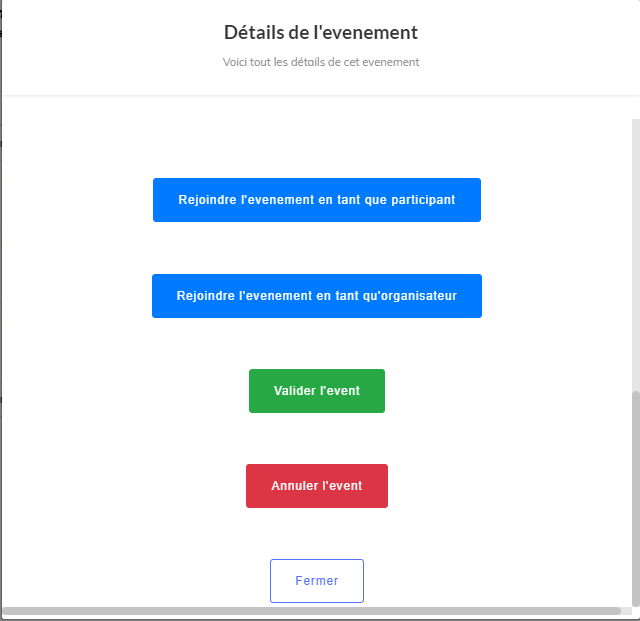 Détails de l'evenement
Voici tout les détails de cet evenement
Rejoindre l'evenement en tant que participant
Rejoindre l'evenement en tant qu'organisateur
Valider l'event
Annuler l'event
Fermer